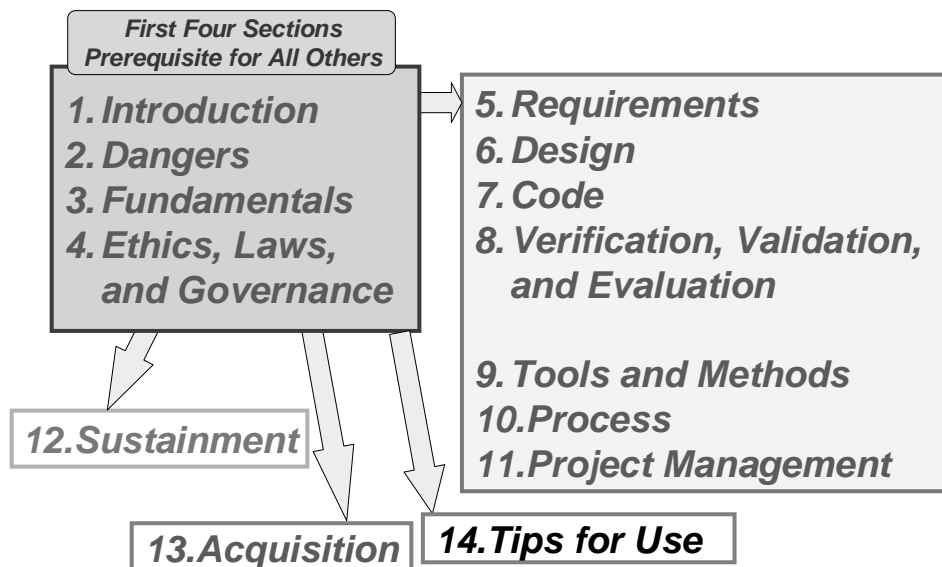 First Four Sections
Prerequisite for All Others
1. Introduction
2. Dangers
3. Fundamentals
4. Ethics, Laws,
and Governance
5. Requirements
6. Design
7. Code
8. Verification, Validation,
and Evaluation
9. Tools and Methods
10.Process
11.Project Management
12.Sustainment
13.Acquisition
14.Tips for Use